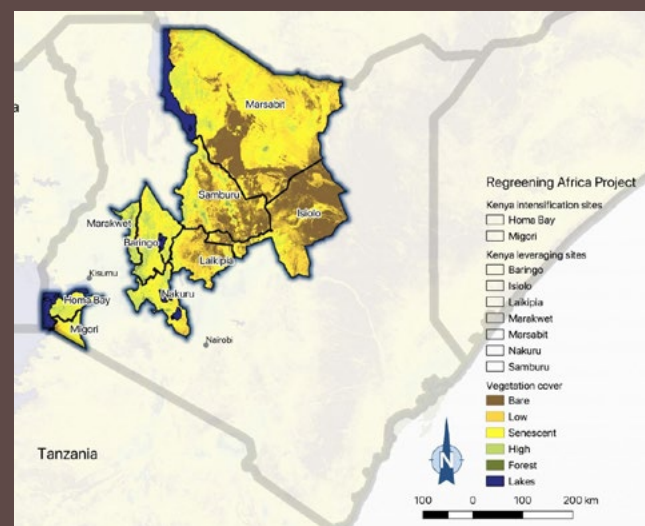 a
Marsabit
Samburu
Isiolo
Marakwet
Baringo
Laikipia
Kisumu
Nakuru
Homa Bay
Migori
Nairobi
Tanzania
Regreening Africa Project
Kenya intensification sites
Homa Bay
Migori
Kenya leveraging sites
Baringo
Isiolo
Laikipia
Marakwet
Marsabit
Nakuru
Samburu
Vegetation cover
Bare
Low
Senescent
High
Forest
Lakes
N
100 0 100 200 km